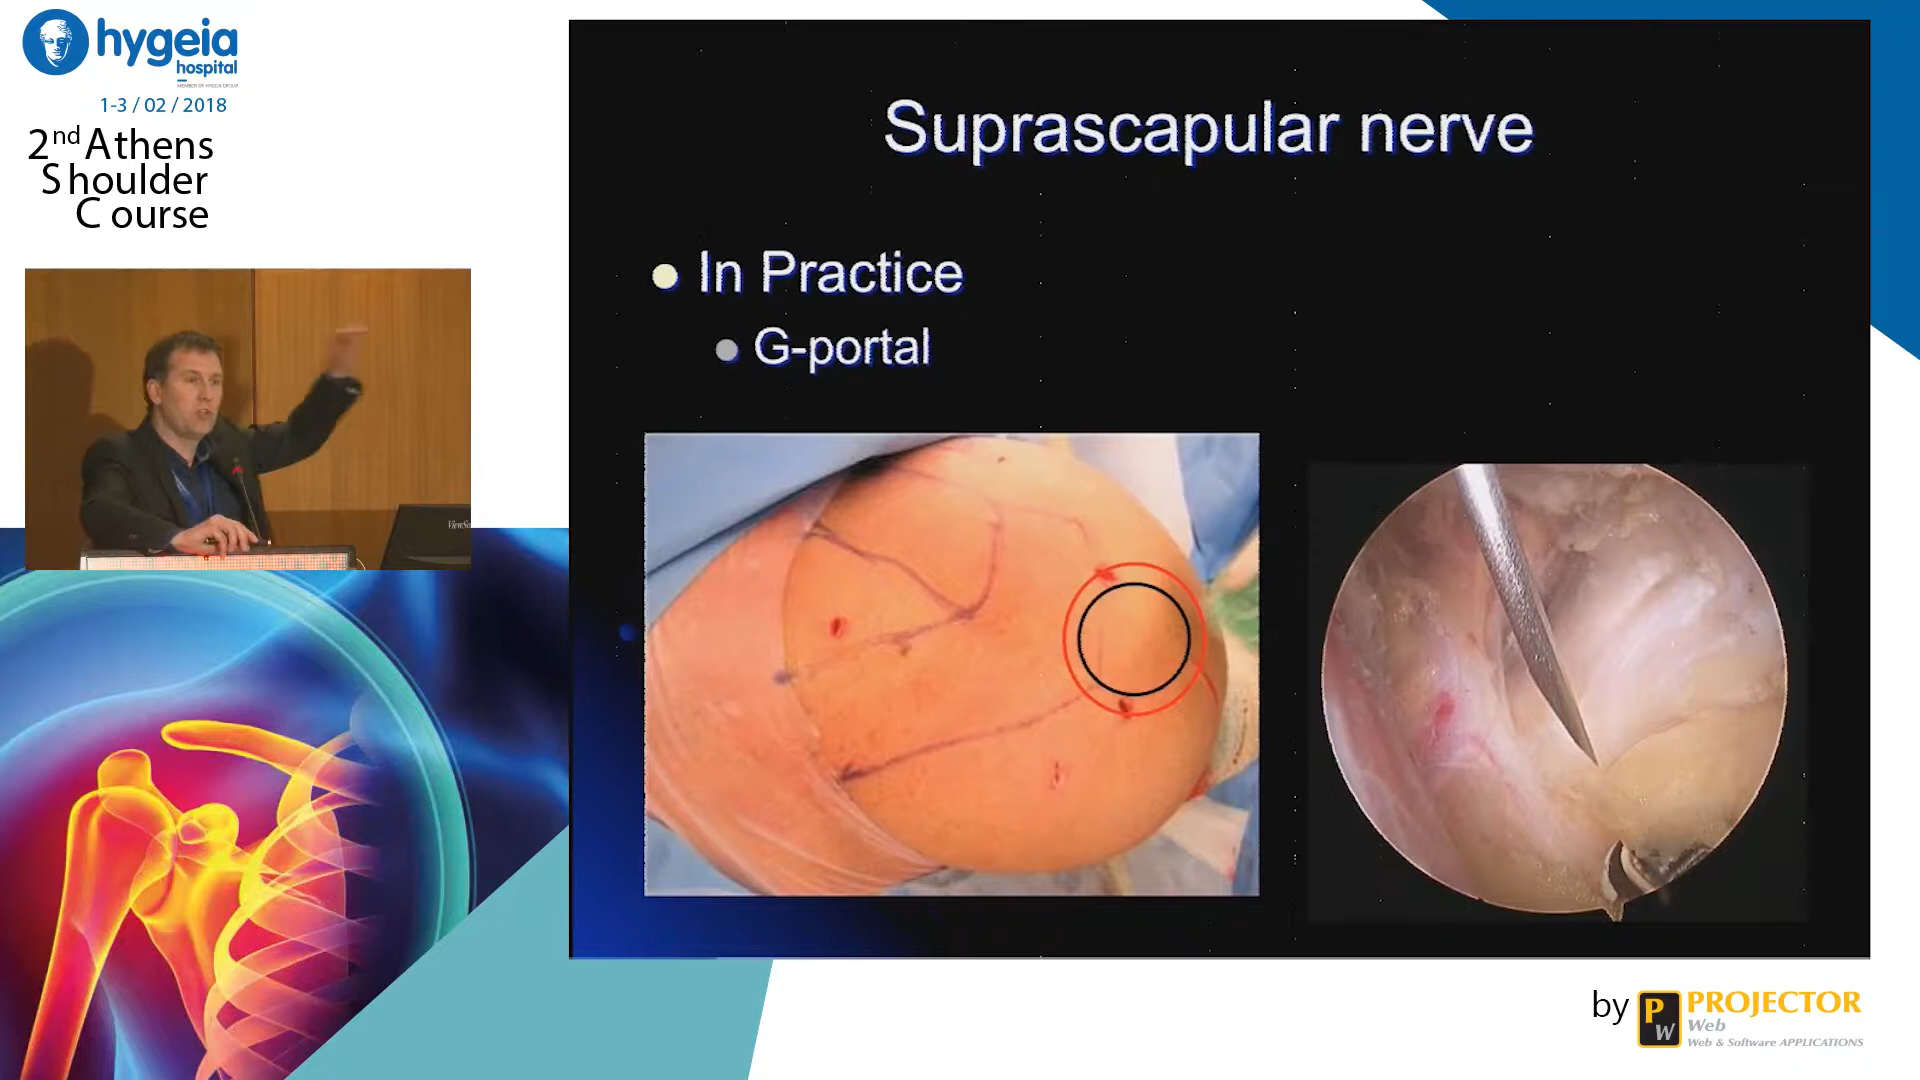 hygeia
hospital
MEMBER OF HYGEIA GROUP
1-3 / 02 / 2018
2nd Athens
Shoulder
Course
Suprascapular nerve
In Practice
G-portal
by
PW
PROJECTOR
Web
Web & Software APPLICATIONS